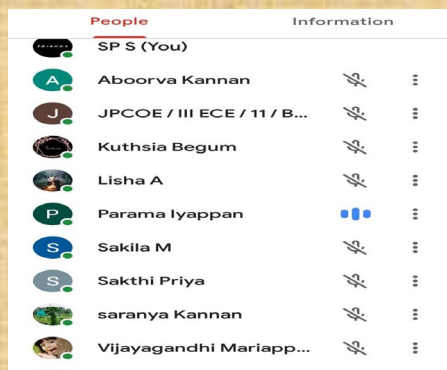 People Information
SP S (You)
A Aboorva Kannan
J JPCOE / III ECE / 11 / B...
Kuthsia Begum
Lisha A
P Parama Iyappan
S Sakila M
S Sakthi Priya
saranya Kannan
Vijayagandhi Mariapp...